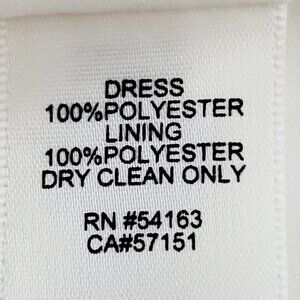 DRESS
100%POLYESTER
LINING
100%POLYESTER
DRY CLEAN ONLY
RN #54163
CA#57151